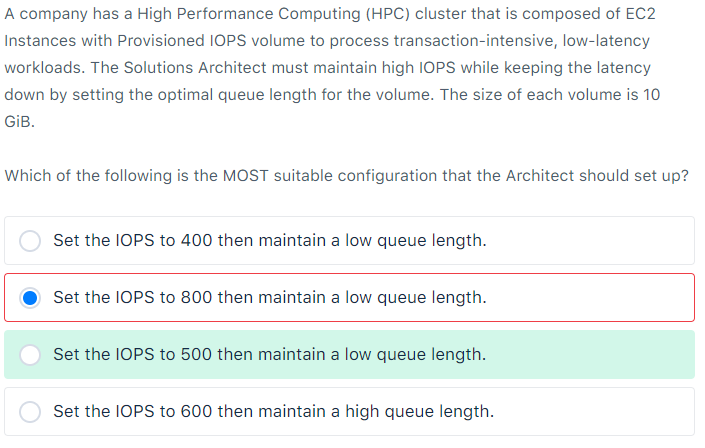 A company has a High Performance Computing (HPC) cluster that is composed of EC2
Instances with Provisioned IOPS volume to process transaction-intensive, low-latency
workloads. The Solutions Architect must maintain high IOPS while keeping the latency
down by setting the optimal queue length for the volume. The size of each volume is 10
GiB.
Which of the following is the MOST suitable configuration that the Architect should set up?
Set the IOPS to 400 then maintain a low queue length.
Set the IOPS to 800 then maintain a low queue length.
Set the IOPS to 500 then maintain a low queue length.
Set the IOPS to 600 then maintain a high queue length.